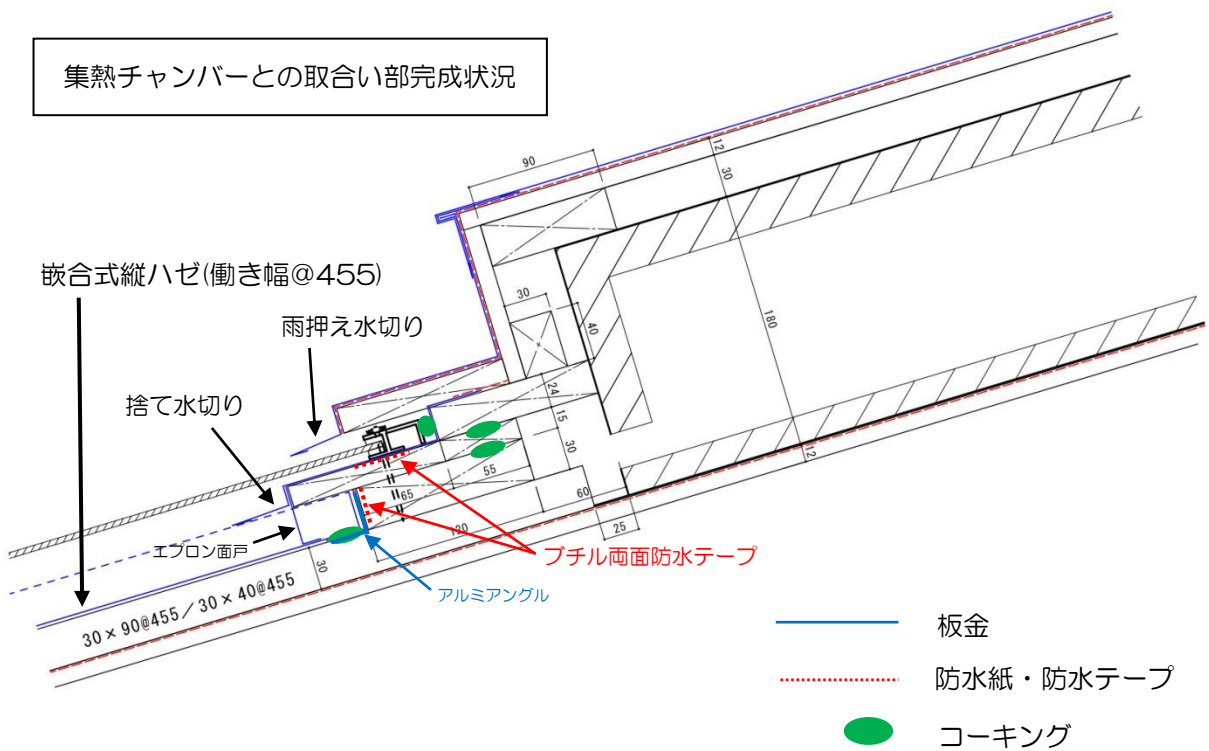 集熱チャンバーとの取合い部完成状況
90
12
30
嵌合式縦ハゼ(働き幅@455)
30
雨押え水切り
40
180
捨て水切り
24
15
30
55
65
60
12
120
25
エプロン面戸
ブチル両面防水テープ
30
アルミアングル
30×90@455／30×40@455
板金
防水紙・防水テープ
コーキング